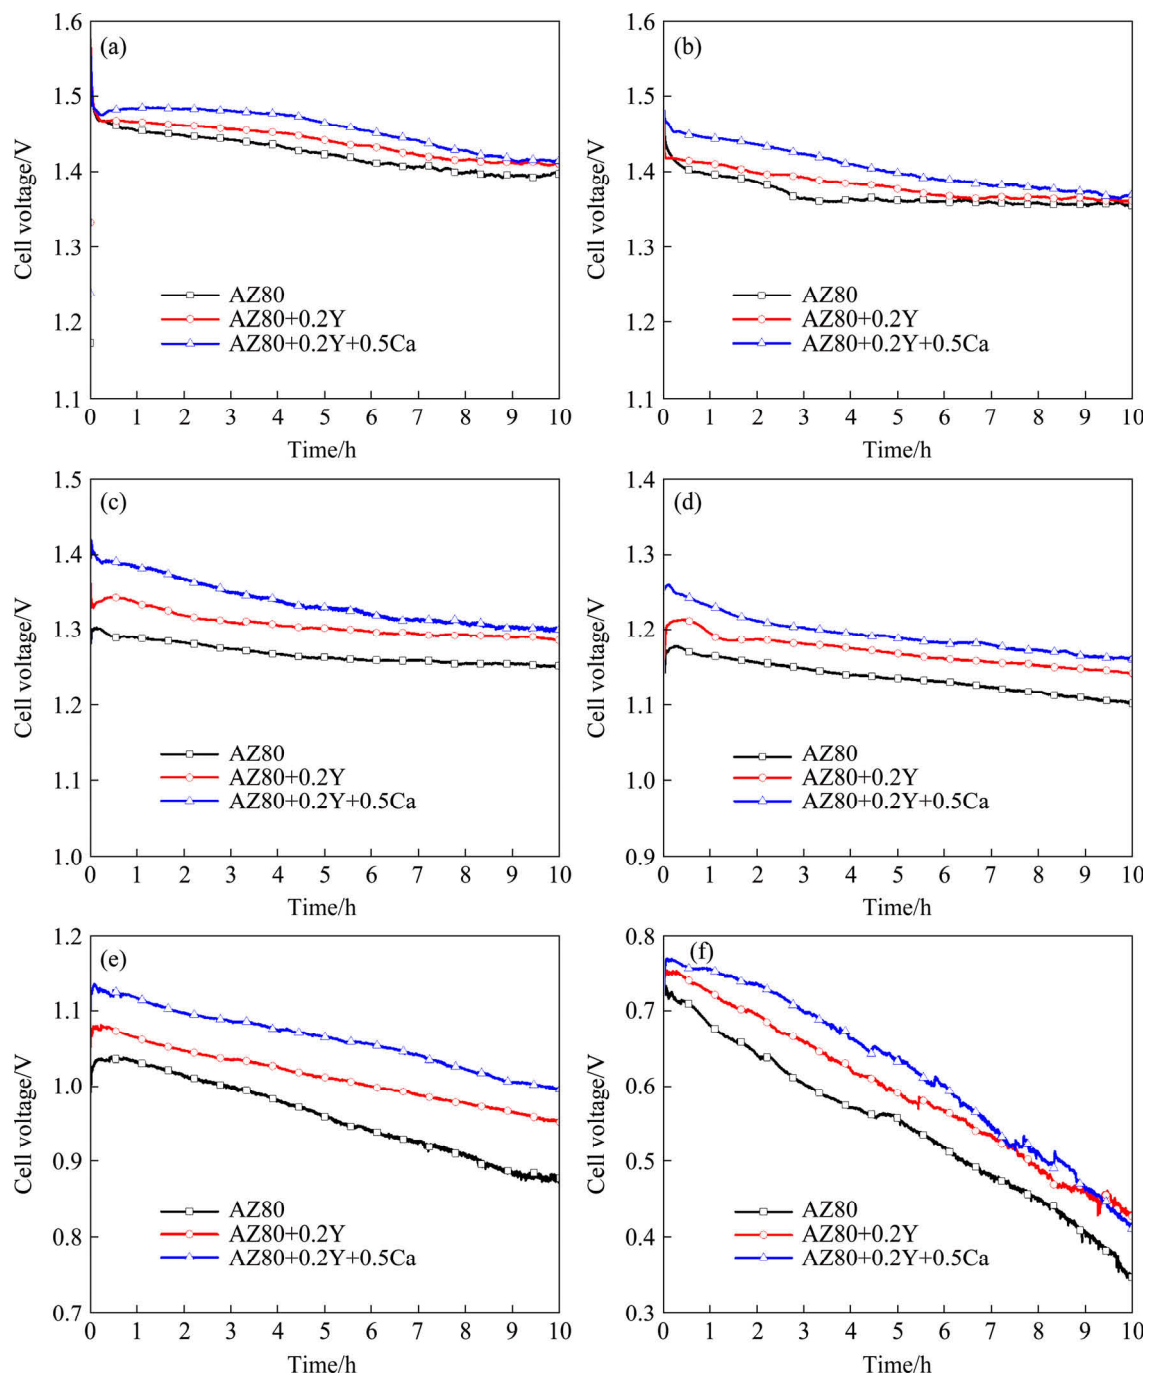 1.6
(a)
1.5
1.4
1.3
1.2
1.1
Cell voltage/V
AZ80
AZ80+0.2Y
AZ80+0.2Y+0.5Ca
0 1 2 3 4 5 6 7 8 9 10
Time/h
1.6
(b)
1.5
1.4
1.3
1.2
1.1
Cell voltage/V
AZ80
AZ80+0.2Y
AZ80+0.2Y+0.5Ca
0 1 2 3 4 5 6 7 8 9 10
Time/h
1.5
(c)
1.4
1.3
1.2
1.1
1.0
Cell voltage/V
AZ80
AZ80+0.2Y
AZ80+0.2Y+0.5Ca
0 1 2 3 4 5 6 7 8 9 10
Time/h
1.4
(d)
1.3
1.2
1.1
1.0
0.9
Cell voltage/V
AZ80
AZ80+0.2Y
AZ80+0.2Y+0.5Ca
0 1 2 3 4 5 6 7 8 9 10
Time/h
1.2
(e)
1.1
1.0
0.9
0.8
0.7
Cell voltage/V
AZ80
AZ80+0.2Y
AZ80+0.2Y+0.5Ca
0 1 2 3 4 5 6 7 8 9 10
Time/h
0.8
(f)
0.7
0.6
0.5
0.4
0.3
Cell voltage/V
AZ80
AZ80+0.2Y
AZ80+0.2Y+0.5Ca
0 1 2 3 4 5 6 7 8 9 10
Time/h